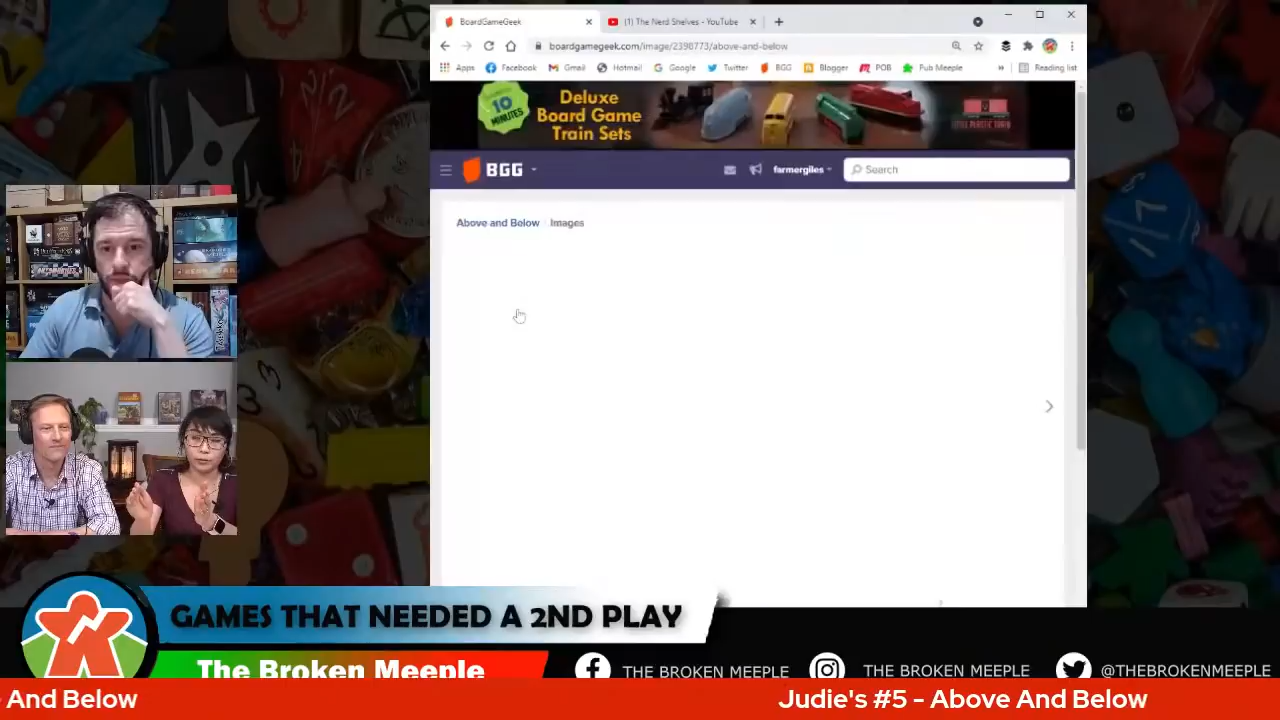 BoardGameGeek
(1) The Nerd Shelves - YouTube
boardgamegeek.com/image/2398773/above-and-below
Apps
Facebook
Gmail
Hotmail
Google
Twitter
BGG
Blogger
POB
Pub Meeple
»
Reading list
10
MINUTES
Deluxe
Board Game
Train Sets
LITTLE PLASTIC TRAIN
BGG
farmergiles
Search
Above and Below
Images
GAMES THAT NEEDED A 2ND PLAY
The Broken Meeple
THE BROKEN MEEPLE
THE BROKEN MEEPLE
@THEBROKENMEEPLE
And Below
Judie's #5 - Above And Below